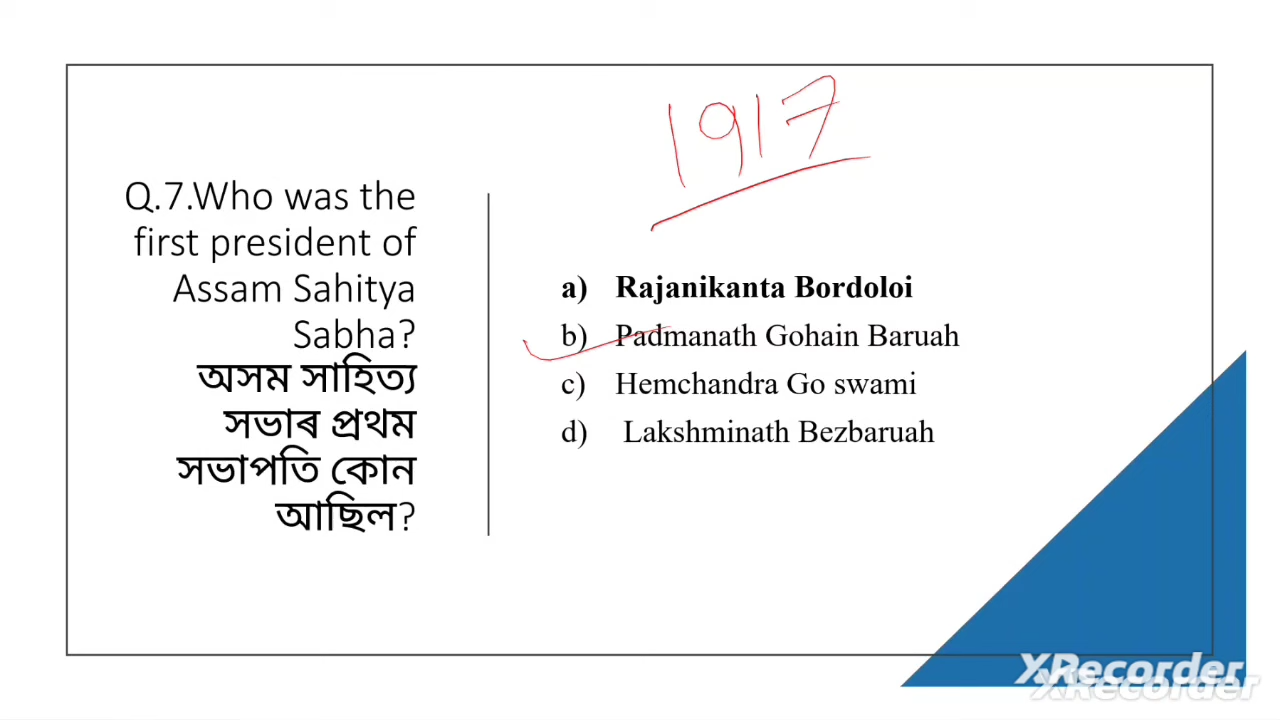 1917
Q.7.Who was the
first president of
Assam Sahitya
Sabha?
অসম সাহিত্য
সভাৰ প্ৰথম
সভাপতি কোন
আছিল?
a) Rajanikanta Bordoloi
b) Padmanath Gohain Baruah
c) Hemchandra Go swami
d) Lakshminath Bezbaruah
XRecorder
XRecorder